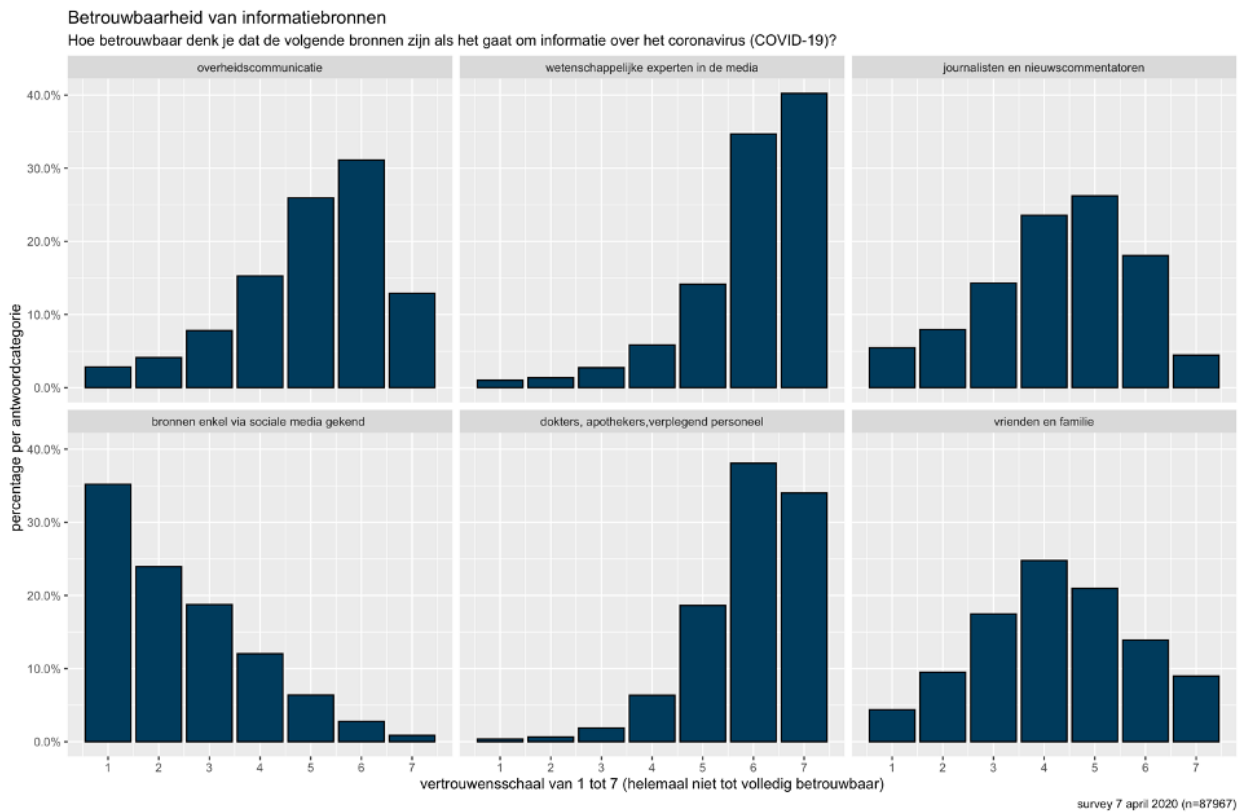 Betrouwbaarheid van informatiebronnen
Hoe betrouwbaar denk je dat de volgende bronnen zijn als het gaat om informatie over het coronavirus (COVID-19)?
overheidscommunicatie
wetenschappelijke experten in de media
journalisten en nieuwscommentatoren
40.0%
30.0%
20.0%
10.0%
0.0%
percentage per antwoordcategorie
bronnen enkel via sociale media gekend
dokters, apothekers,verplegend personeel
vrienden en familie
40.0%
30.0%
20.0%
10.0%
0.0%
1 2 3 4 5 6 7
1 2 3 4 5 6 7
1 2 3 4 5 6 7
vertrouwensschaal van 1 tot 7 (helemaal niet tot volledig betrouwbaar)
survey 7 april 2020 (n=87967)